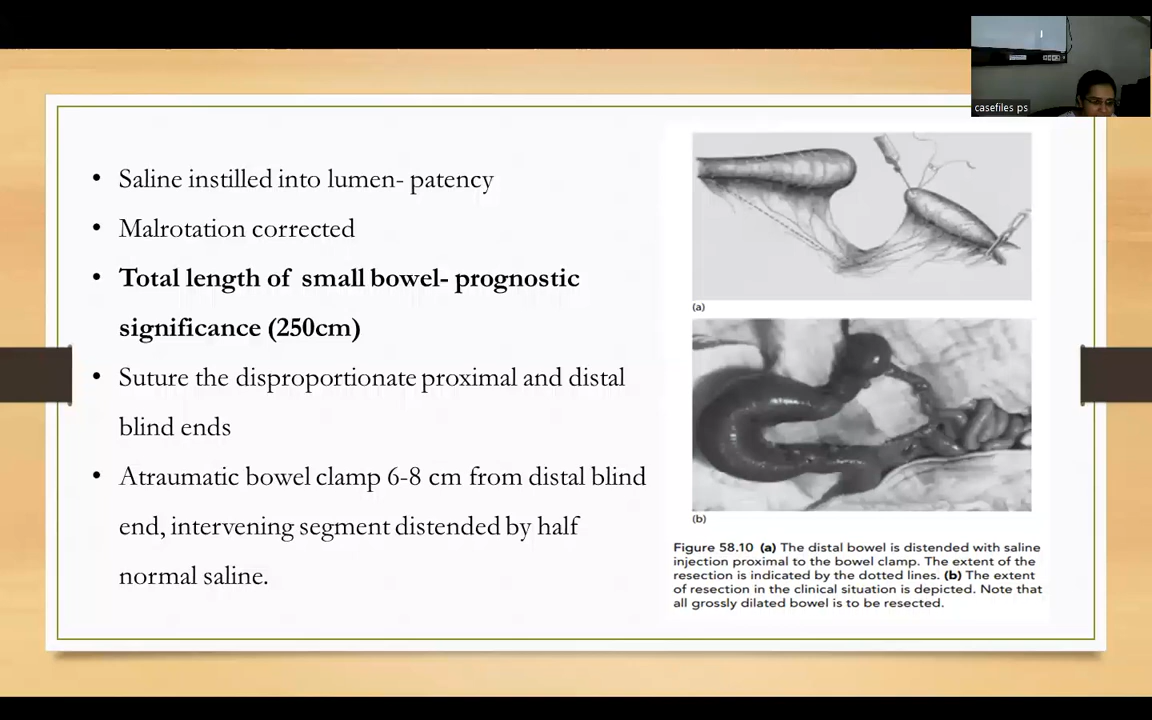 casefiles ps
• Saline instilled into lumen- patency
• Malrotation corrected
• Total length of small bowel- prognostic
significance (250cm)
• Suture the disproportionate proximal and distal
blind ends
• Atraumatic bowel clamp 6-8 cm from distal blind
end, intervening segment distended by half
normal saline.
(a)
(b)
Figure 58.10 (a) The distal bowel is distended with saline
injection proximal to the bowel clamp. The extent of the
resection is indicated by the dotted lines. (b) The extent
of resection in the clinical situation is depicted. Note that
all grossly dilated bowel is to be resected.